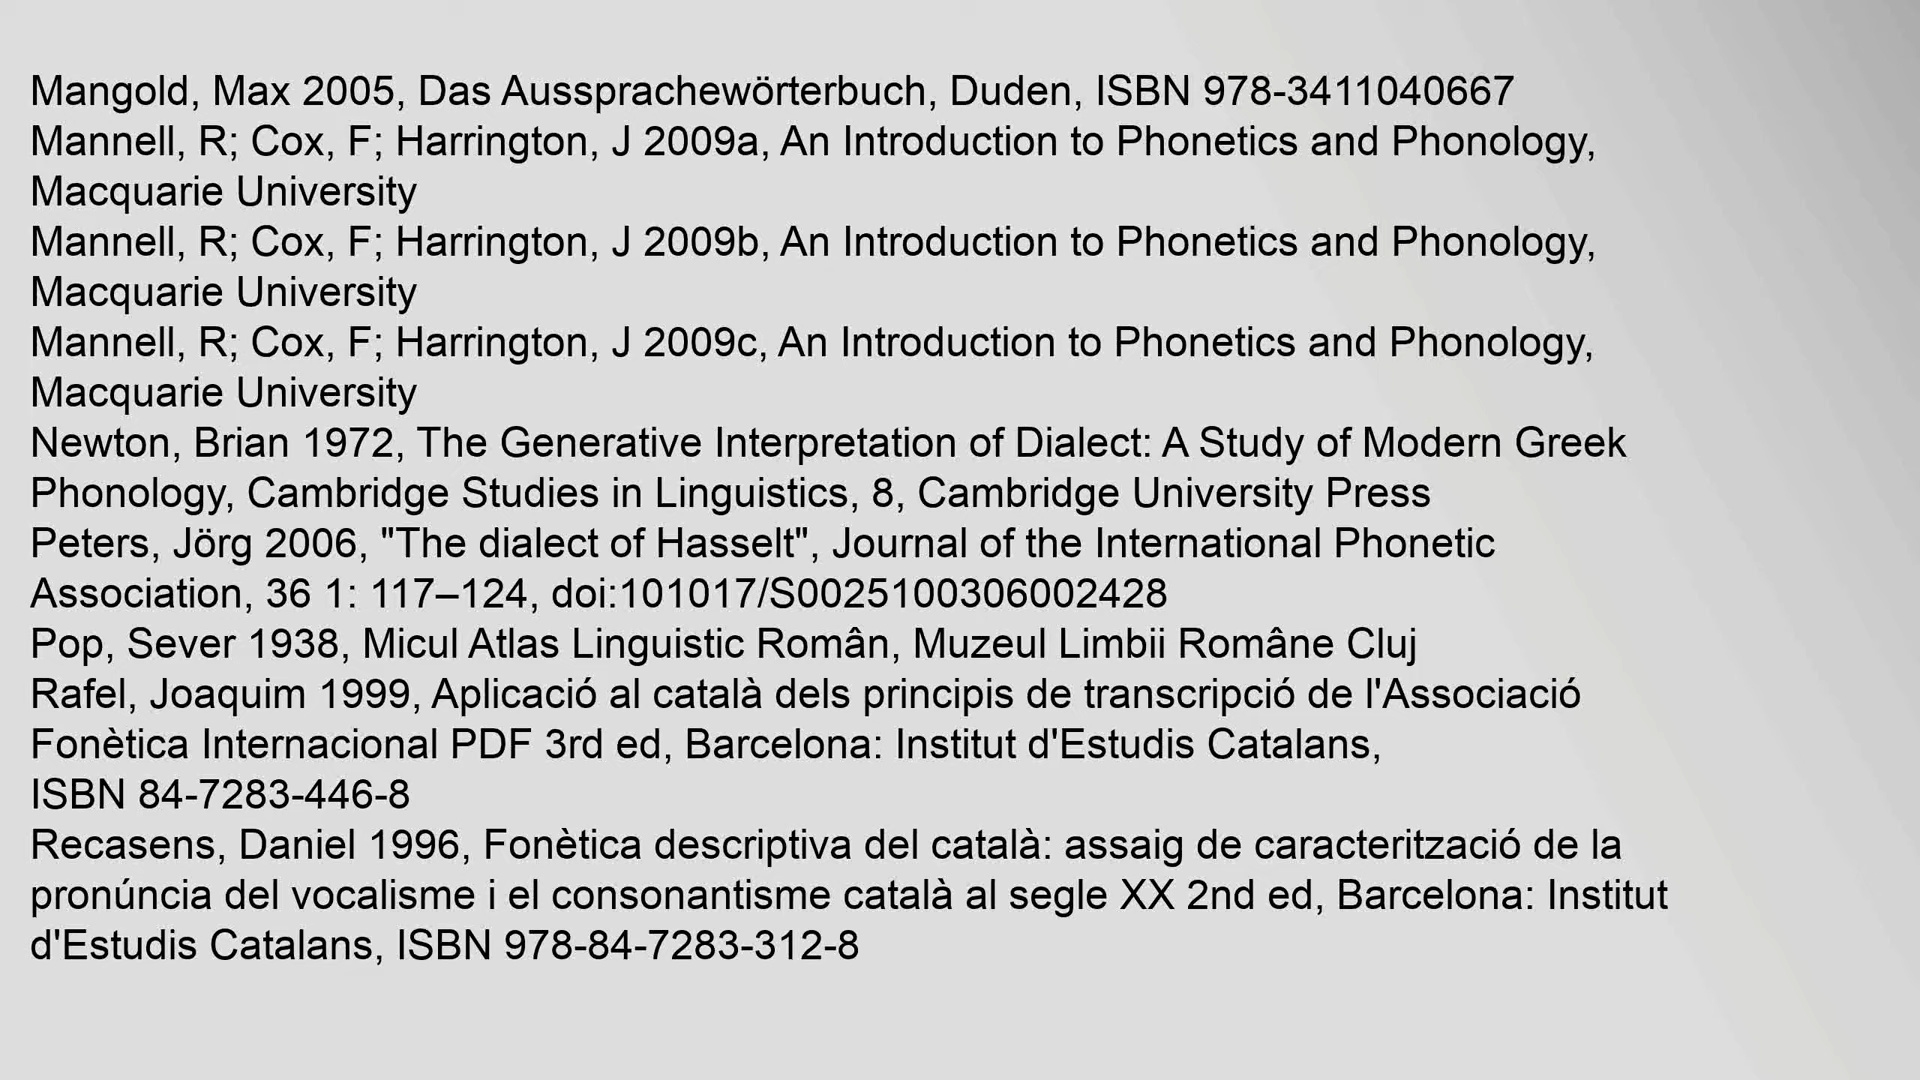 Mangold, Max 2005, Das Aussprachewörterbuch, Duden, ISBN 978-3411040667
Mannell, R; Cox, F; Harrington, J 2009a, An Introduction to Phonetics and Phonology,
Macquarie University
Mannell, R; Cox, F; Harrington, J 2009b, An Introduction to Phonetics and Phonology,
Macquarie University
Mannell, R; Cox, F; Harrington, J 2009c, An Introduction to Phonetics and Phonology,
Macquarie University
Newton, Brian 1972, The Generative Interpretation of Dialect: A Study of Modern Greek
Phonology, Cambridge Studies in Linguistics, 8, Cambridge University Press
Peters, Jörg 2006, "The dialect of Hasselt", Journal of the International Phonetic
Association, 36 1: 117–124, doi:101017/S0025100306002428
Pop, Sever 1938, Micul Atlas Linguistic Român, Muzeul Limbii Române Cluj
Rafel, Joaquim 1999, Aplicació al català dels principis de transcripció de l'Associació
Fonètica Internacional PDF 3rd ed, Barcelona: Institut d'Estudis Catalans,
ISBN 84-7283-446-8
Recasens, Daniel 1996, Fonètica descriptiva del català: assaig de caracterització de la
pronúncia del vocalisme i el consonantisme català al segle XX 2nd ed, Barcelona: Institut
d'Estudis Catalans, ISBN 978-84-7283-312-8